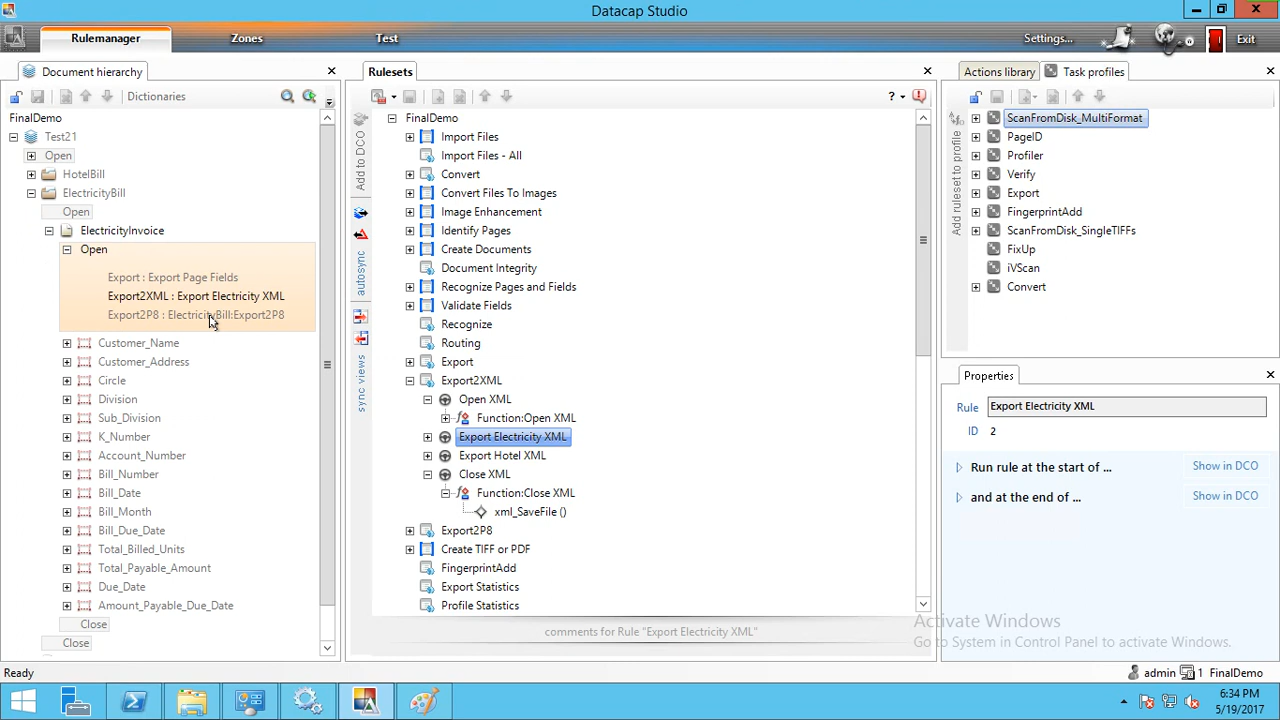 Datacap Studio
Rulemanager
Zones
Test
Settings...
Exit
Document hierarchy
Dictionaries
FinalDemo
Test21
Open
HotelBill
ElectricityBill
Open
ElectricityInvoice
Open
Export : Export Page Fields
Export2XML : Export Electricity XML
Export2P8 : ElectricityBill:Export2P8
Customer_Name
Customer_Address
Circle
Division
Sub_Division
K_Number
Account_Number
Bill_Number
Bill_Date
Bill_Month
Bill_Due_Date
Total_Billed_Units
Total_Payable_Amount
Due_Date
Amount_Payable_Due_Date
Close
Close
Add to DCO
autosync
sync views
Rulesets
?
FinalDemo
Import Files
Import Files - All
Convert
Convert Files To Images
Image Enhancement
Identify Pages
Create Documents
Document Integrity
Recognize Pages and Fields
Validate Fields
Recognize
Routing
Export
Export2XML
Open XML
Function:Open XML
Export Electricity XML
Export Hotel XML
Close XML
Function:Close XML
xml_SaveFile ()
Export2P8
Create TIFF or PDF
FingerprintAdd
Export Statistics
Profile Statistics
comments for Rule "Export Electricity XML"
Actions library
Task profiles
Add ruleset to profile
ScanFromDisk_MultiFormat
PageID
Profiler
Verify
Export
FingerprintAdd
ScanFromDisk_SingleTIFFs
FixUp
iVScan
Convert
Properties
Rule Export Electricity XML
ID 2
Run rule at the start of ... Show in DCO
and at the end of ... Show in DCO
Activate Windows
Go to System in Control Panel to activate Windows.
Ready
admin
1 FinalDemo
6:34 PM
5/19/2017